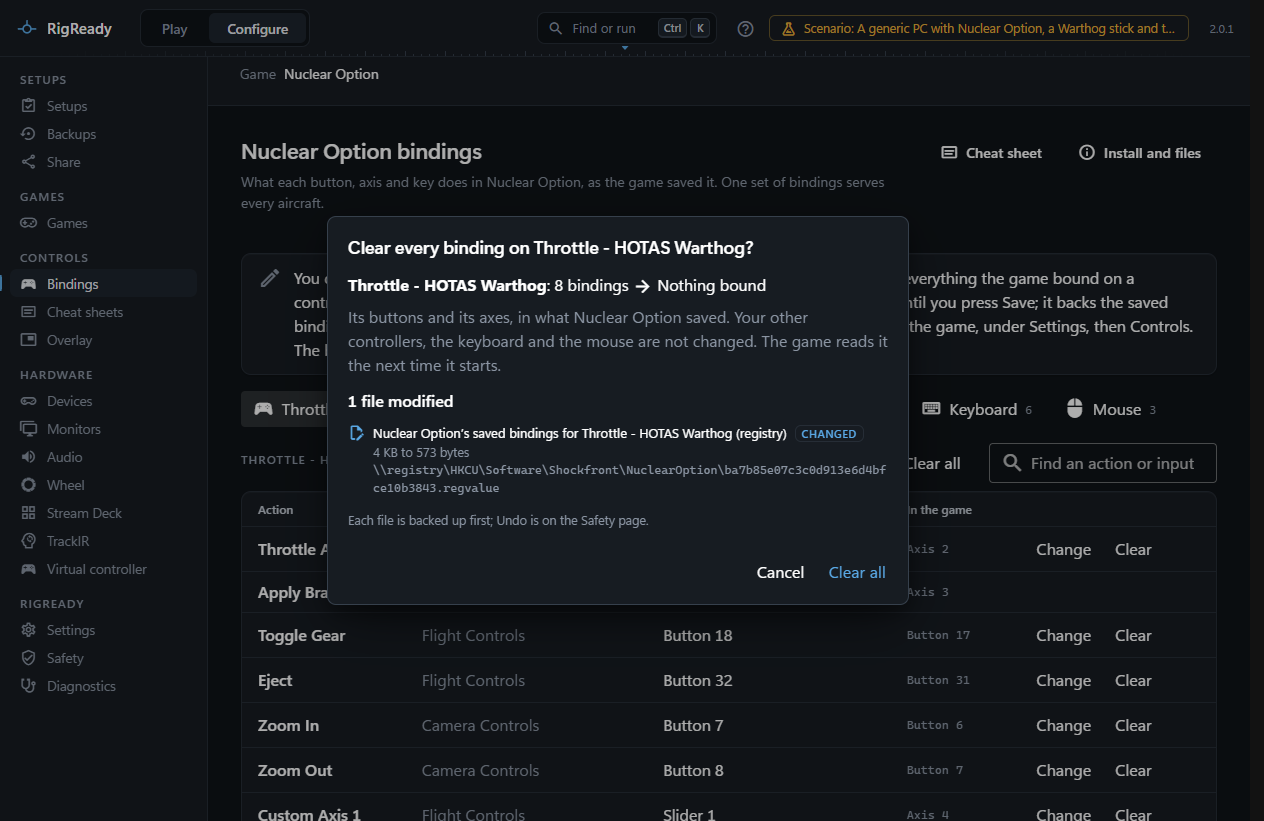 RigReady
Play
Configure
Find or run
Ctrl
K
Scenario: A generic PC with Nuclear Option, a Warthog stick and t...
2.0.1
SETUPS
Setups
Backups
Share
GAMES
Games
CONTROLS
Bindings
Cheat sheets
Overlay
HARDWARE
Devices
Monitors
Audio
Wheel
Stream Deck
TrackIR
Virtual controller
RIGREADY
Settings
Safety
Diagnostics
Game Nuclear Option
Nuclear Option bindings
Cheat sheet
Install and files
What each button, axis and key does in Nuclear Option, as the game saved it. One set of bindings serves
every aircraft.
You
everything the game bound on a
until you press Save; it backs the saved
the game, under Settings, then Controls.
The
Clear every binding on Throttle - HOTAS Warthog?
Throttle - HOTAS Warthog: 8 bindings → Nothing bound
Its buttons and its axes, in what Nuclear Option saved. Your other
controllers, the keyboard and the mouse are not changed. The game reads it
the next time it starts.
1 file modified
Nuclear Option's saved bindings for Throttle - HOTAS Warthog (registry) CHANGED
4 KB to 573 bytes
\\registry\HKCU\Software\Shockfront\NuclearOption\ba7b85e07c3c0d913e6d4bf
ce10b3843.regvalue
Each file is backed up first; Undo is on the Safety page.
Cancel
Clear all
Keyboard 6
Mouse 3
THROTTLE -
Clear all
Find an action or input
Action
In the game
Throttle
Axis 2
Change
Clear
Apply
Axis 3
Toggle Gear
Flight Controls
Button 18
Button 17
Change
Clear
Eject
Flight Controls
Button 32
Button 31
Change
Clear
Zoom In
Camera Controls
Button 7
Button 6
Change
Clear
Zoom Out
Camera Controls
Button 8
Button 7
Change
Clear
Custom Axis 1
Flight Controls
Slider 1
Axis 4
Change
Clear